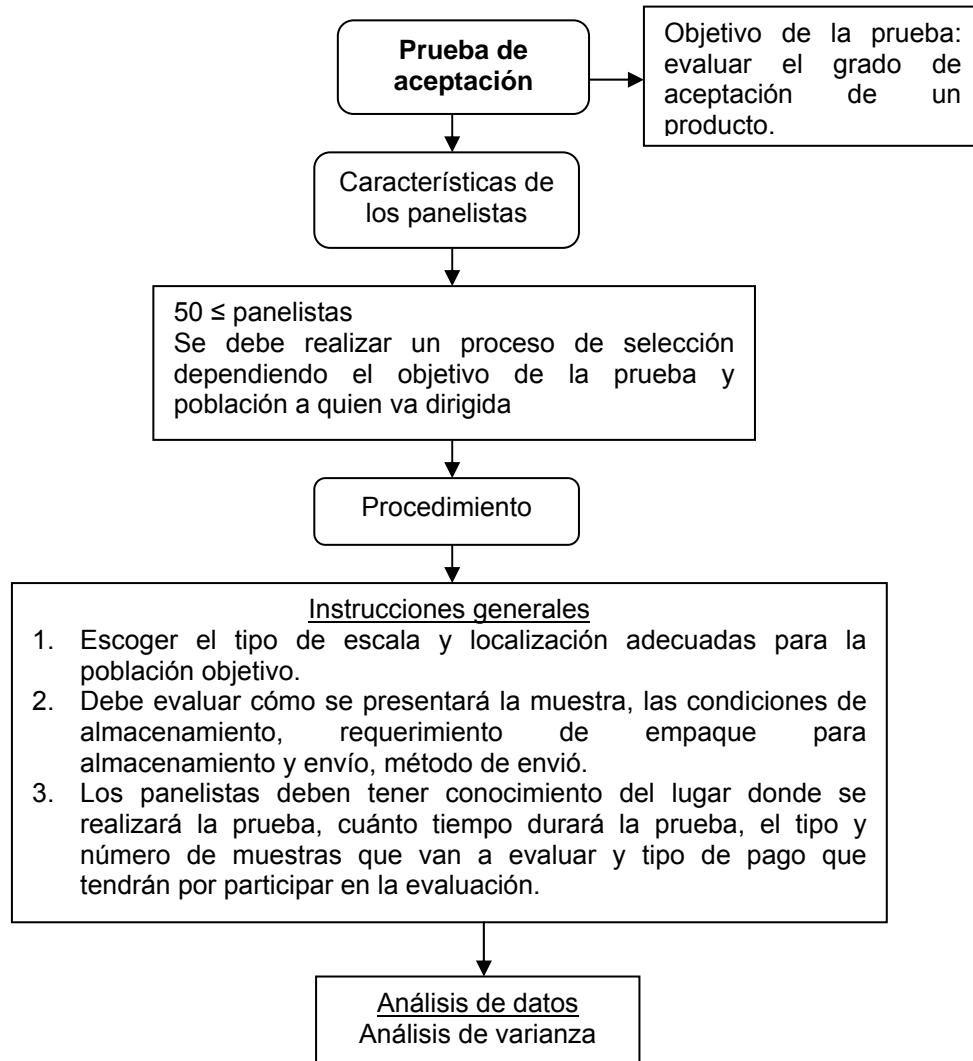 Prueba de
aceptación
Objetivo de la prueba:
evaluar el grado de
aceptación de un
producto.
Características de
los panelistas
50 ≤ panelistas
Se debe realizar un proceso de selección
dependiendo el objetivo de la prueba y
población a quien va dirigida
Procedimiento
Instrucciones generales
1. Escoger el tipo de escala y localización adecuadas para la
población objetivo.
2. Debe evaluar cómo se presentará la muestra, las condiciones de
almacenamiento, requerimiento de empaque para
almacenamiento y envío, método de envió.
3. Los panelistas deben tener conocimiento del lugar donde se
realizará la prueba, cuánto tiempo durará la prueba, el tipo y
número de muestras que van a evaluar y tipo de pago que
tendrán por participar en la evaluación.
Análisis de datos
Análisis de varianza